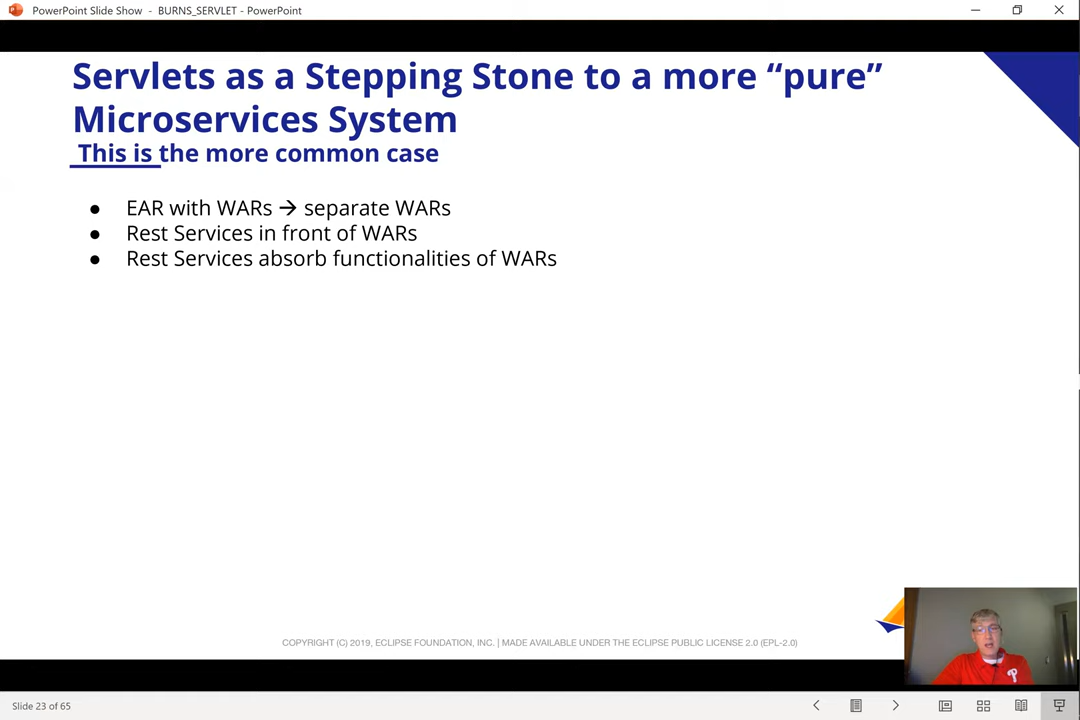 PowerPoint Slide Show - BURNS_SERVLET - PowerPoint
Servlets as a Stepping Stone to a more “pure”
Microservices System
This is the more common case
● EAR with WARs → separate WARs
● Rest Services in front of WARs
● Rest Services absorb functionalities of WARs
COPYRIGHT (C) 2019, ECLIPSE FOUNDATION, INC. | MADE AVAILABLE UNDER THE ECLIPSE PUBLIC LICENSE 2.0 (EPL-2.0)
P
Slide 23 of 65